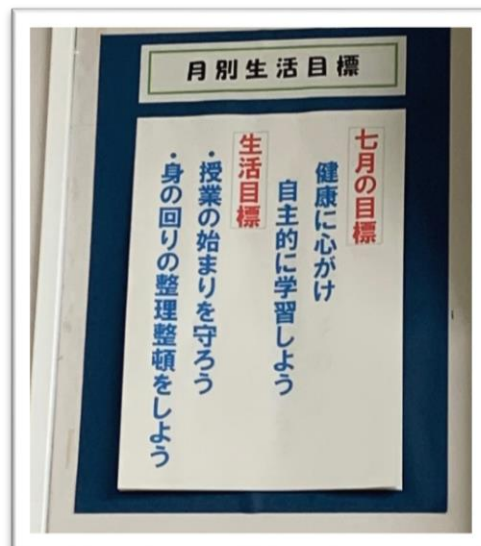 月別生活目標
七月の目標
健康に心がけ
自主的に学習しよう
生活目標
・授業の始まりを守ろう
・身の回りの整理整頓をしよう